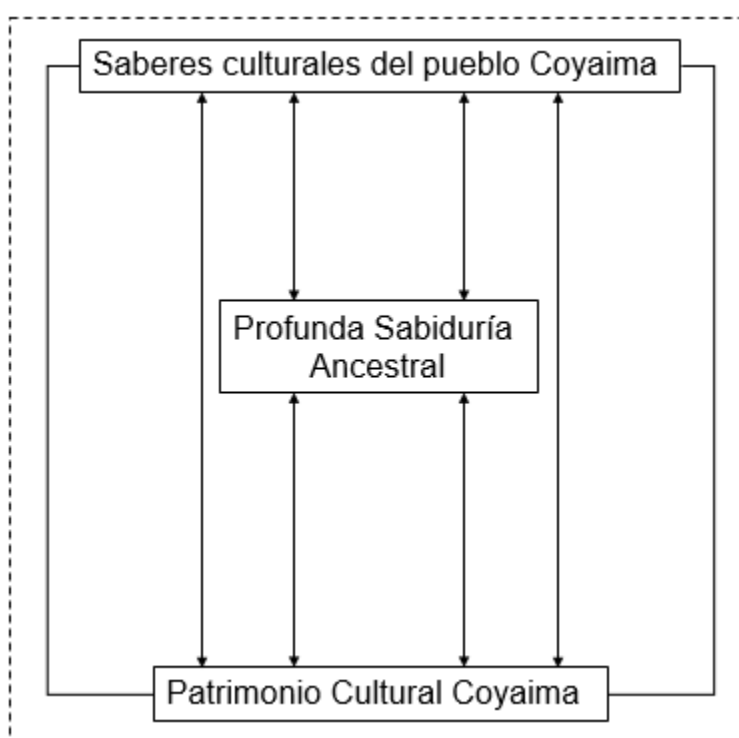 Saberes culturales del pueblo Coyaima
Profunda Sabiduría
Ancestral
Patrimonio Cultural Coyaima